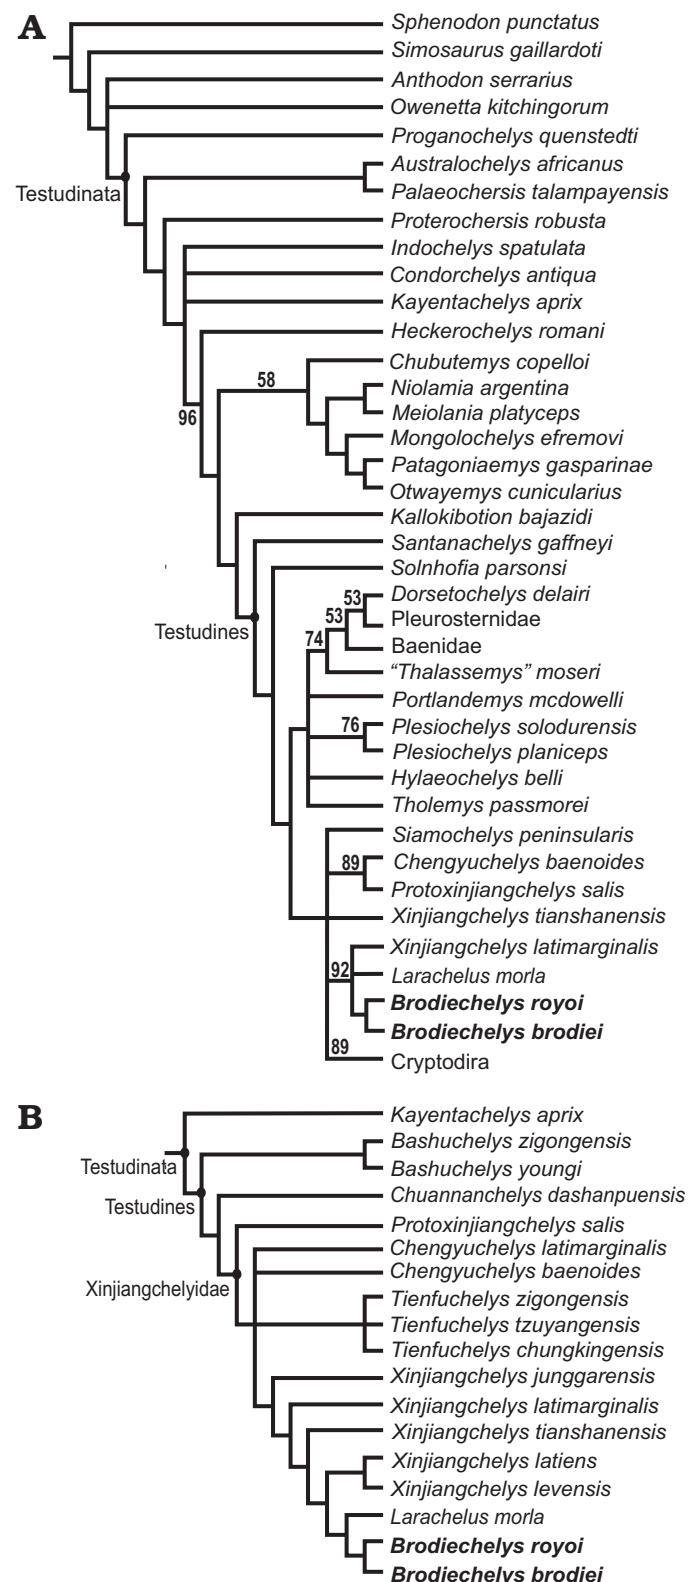 A
Sphenodon punctatus
Simosaurus gaillardoti
Anthodon serrarius
Owenetta kitchingorum
Proganochelys quenstedti
Australochelys africanus
Testudinata
Palaeochersis talampayensis
Proterochersis robusta
Indochelys spatulata
Condorchelys antiqua
Kayentachelys aprix
Heckerochelys romani
Chubutemys copelloi
58
Niolamia argentina
96
Meiolania platyceps
Mongolochelys efremovi
Patagoniaemys gasparinae
Otwayemys cunicularius
Kallokibotion bajazidi
Santanachelys gaffneyi
Solnhofia parsonsi
53
Dorsetochelys delairi
53
Pleurosternidae
Testudines
74
Baenidae
“Thalassemys” moseri
Portlandemys mcdowelli
76
Plesiochelys solodurensis
Plesiochelys planiceps
Hylaeochelys belli
Tholemys passmorei
Siamochelys peninsularis
89
Chengyuchelys baenoides
Protoxinjiangchelys salis
Xinjiangchelys tianshanensis
Xinjiangchelys latimarginalis
92
Larachelus morla
Brodiechelys royoi
Brodiechelys brodiei
89
Cryptodira
B
Kayentachelys aprix
Bashuchelys zigongensis
Testudinata
Bashuchelys youngi
Chuannanchelys dashanpuensis
Testudines
Protoxinjiangchelys salis
Chengyuchelys latimarginalis
Chengyuchelys baenoides
Xinjiangchelyidae
Tienfuchelys zigongensis
Tienfuchelys tzuyangensis
Tienfuchelys chungkingensis
Xinjiangchelys junggarensis
Xinjiangchelys latimarginalis
Xinjiangchelys tianshanensis
Xinjiangchelys latiens
Xinjiangchelys levensis
Larachelus morla
Brodiechelys royoi
Brodiechelys brodiei